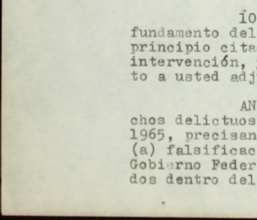 fundamento del
principio cita
intervención,
to a usted adj
AN
chos delictuos
1965, precisan
(a) falsificac
Gobierno Feder
dos dentro del